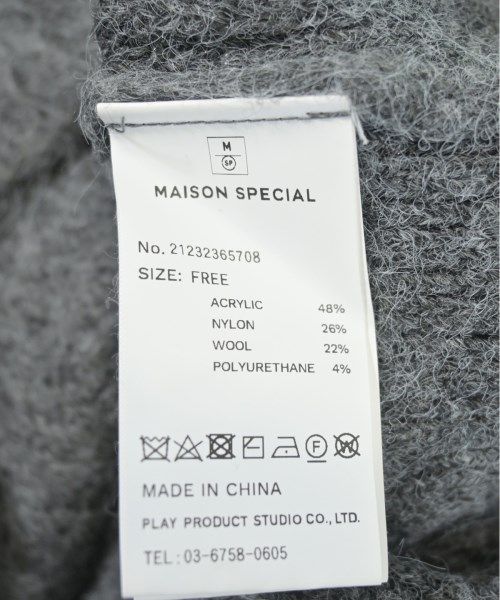 M
SP
MAISON SPECIAL
No. 21232365708
SIZE: FREE
ACRYLIC 48%
NYLON 26%
WOOL 22%
POLYURETHANE 4%
F
W
MADE IN CHINA
PLAY PRODUCT STUDIO CO., LTD.
TEL : 03-6758-0605